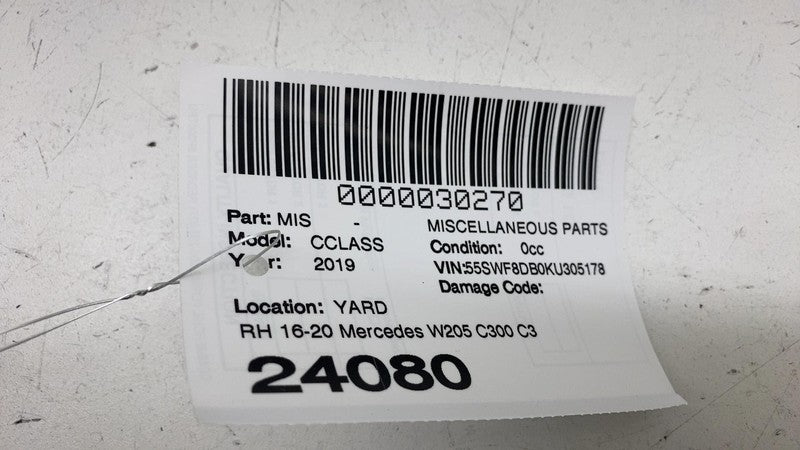 0000030270
Part: MIS - MISCELLANEOUS PARTS
Model: CCLASS Condition: 0cc
Year: 2019 VIN:55SWF8DB0KU305178
Damage Code:
Location: YARD
RH 16-20 Mercedes W205 C300 C3
24080